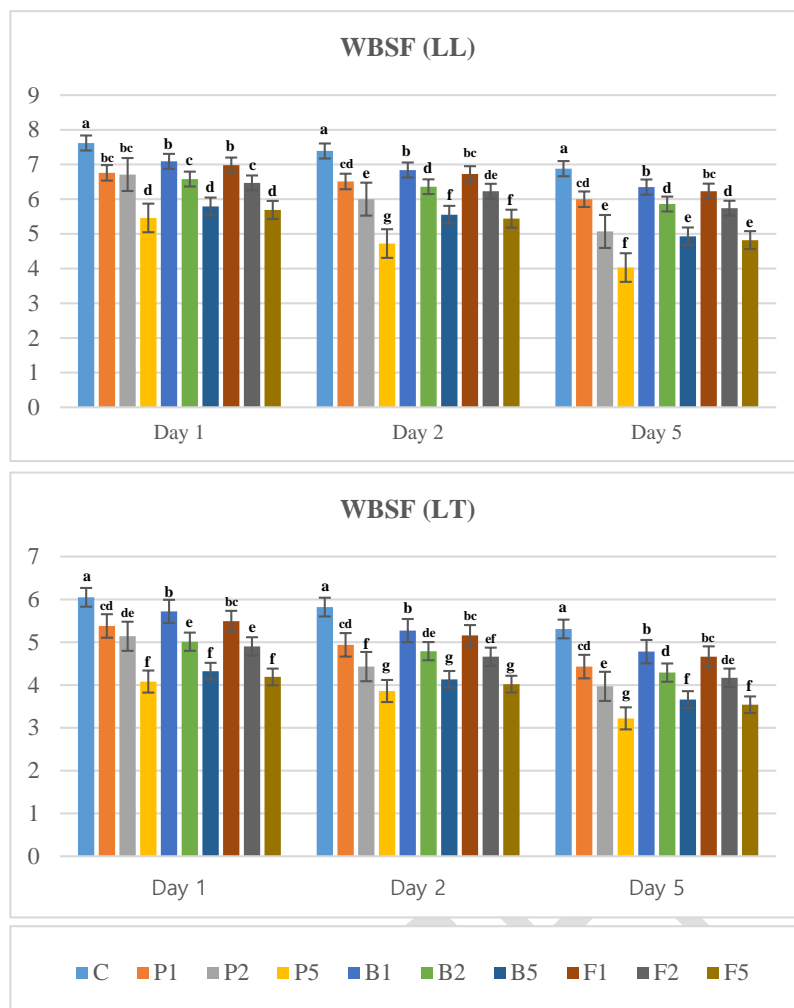 WBSF (LL)
9
8
7
6
5
4
3
2
1
0
a bc bc d b c d b c d
a cd e g b d f bc de f
a cd d f b d e bc d e
Day 1 Day 2 Day 5
WBSF (LT)
7
6
5
4
3
2
1
0
a cd de f b e f bc e f
a cd f g b de g bc ef g
a cd e g b d f bc de f
Day 1 Day 2 Day 5
C P1 P2 P5 B1 B2 B5 F1 F2 F5